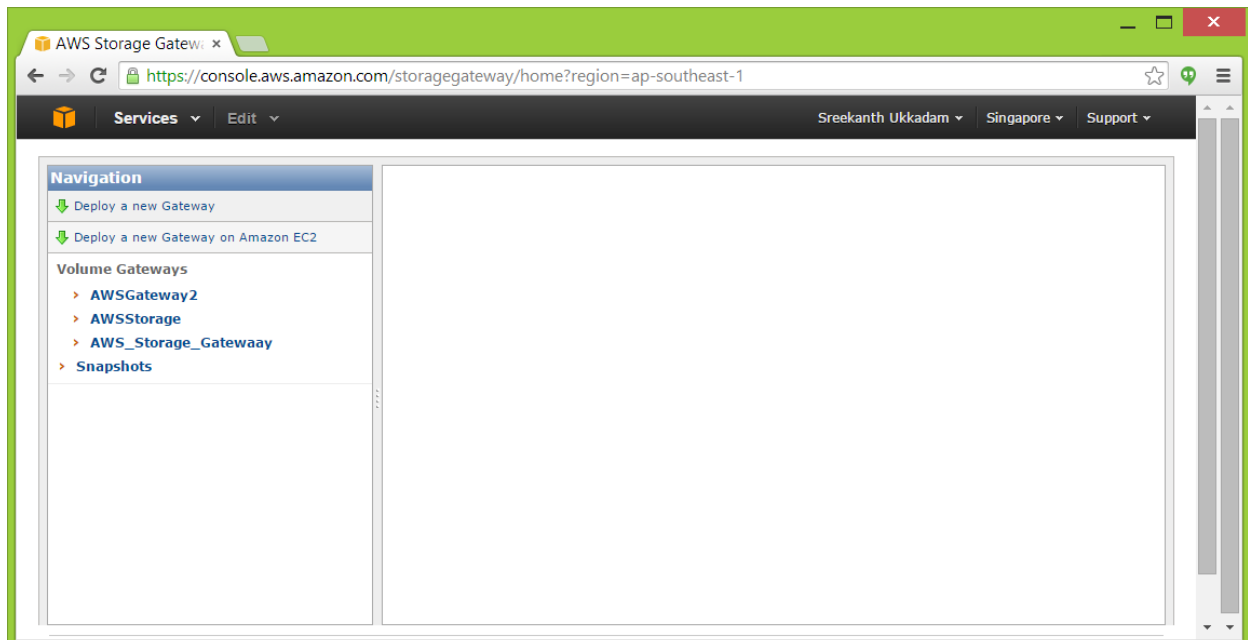 AWS Storage Gatew
https://console.aws.amazon.com/storagegateway/home?region=ap-southeast-1
Services Edit Sreekanth Ukkadam Singapore Support
Navigation
Deploy a new Gateway
Deploy a new Gateway on Amazon EC2
Volume Gateways
AWSGateway2
AWSStorage
AWS_Storage_Gatewaay
Snapshots